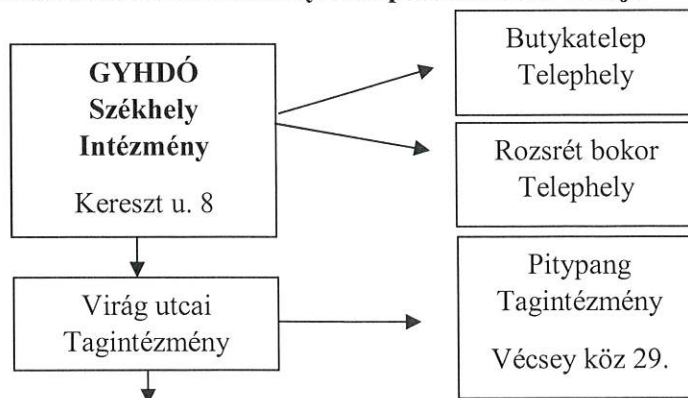 GYHDÓ
Székhely
Intézmény
Kereszt u. 8
Butykatelep
Telephely
Rozsrét bokor
Telephely
Virág utcai
Tagintézmény
Pitypang
Tagintézmény
Vécsey köz 29.